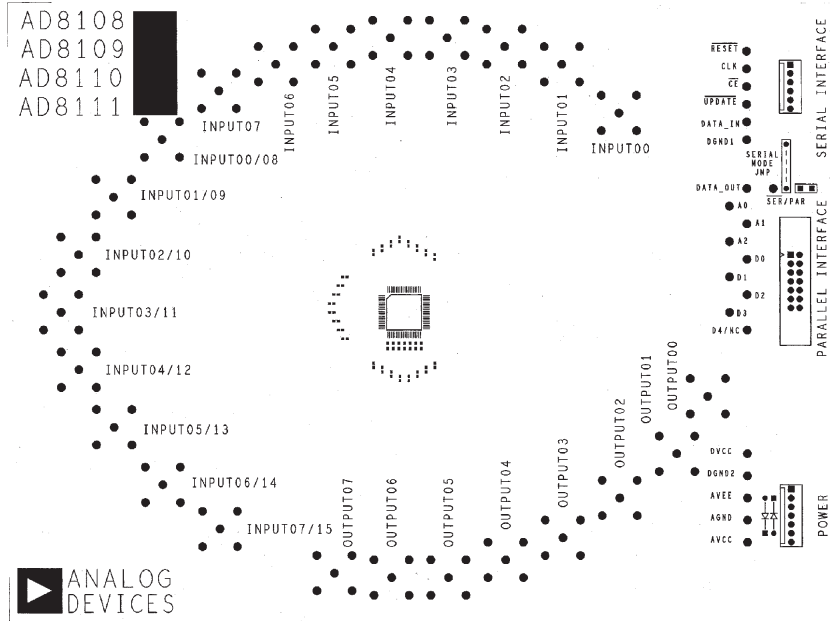 AD8108
AD8109
AD8110
AD8111
INPUT07
INPUT06
INPUT05
INPUT04
INPUT03
INPUT02
INPUT01
INPUT00
INPUT00/08
INPUT01/09
INPUT02/10
INPUT03/11
INPUT04/12
INPUT05/13
INPUT06/14
INPUT07/15
OUTPUT07
OUTPUT06
OUTPUT05
OUTPUT04
OUTPUT03
OUTPUT02
OUTPUT01
OUTPUT00
RESET
CLK
CE
UPDATE
DATA_IN
DGND1
SERIAL
MODE
JMP
DATA_OUT
SER/PAR
A0
A1
A2
D0
D1
D2
D3
D4/NC
SERIAL INTERFACE
PARALLEL INTERFACE
DVCC
DGND2
AVEE
AGND
AVCC
POWER
ANALOG
DEVICES